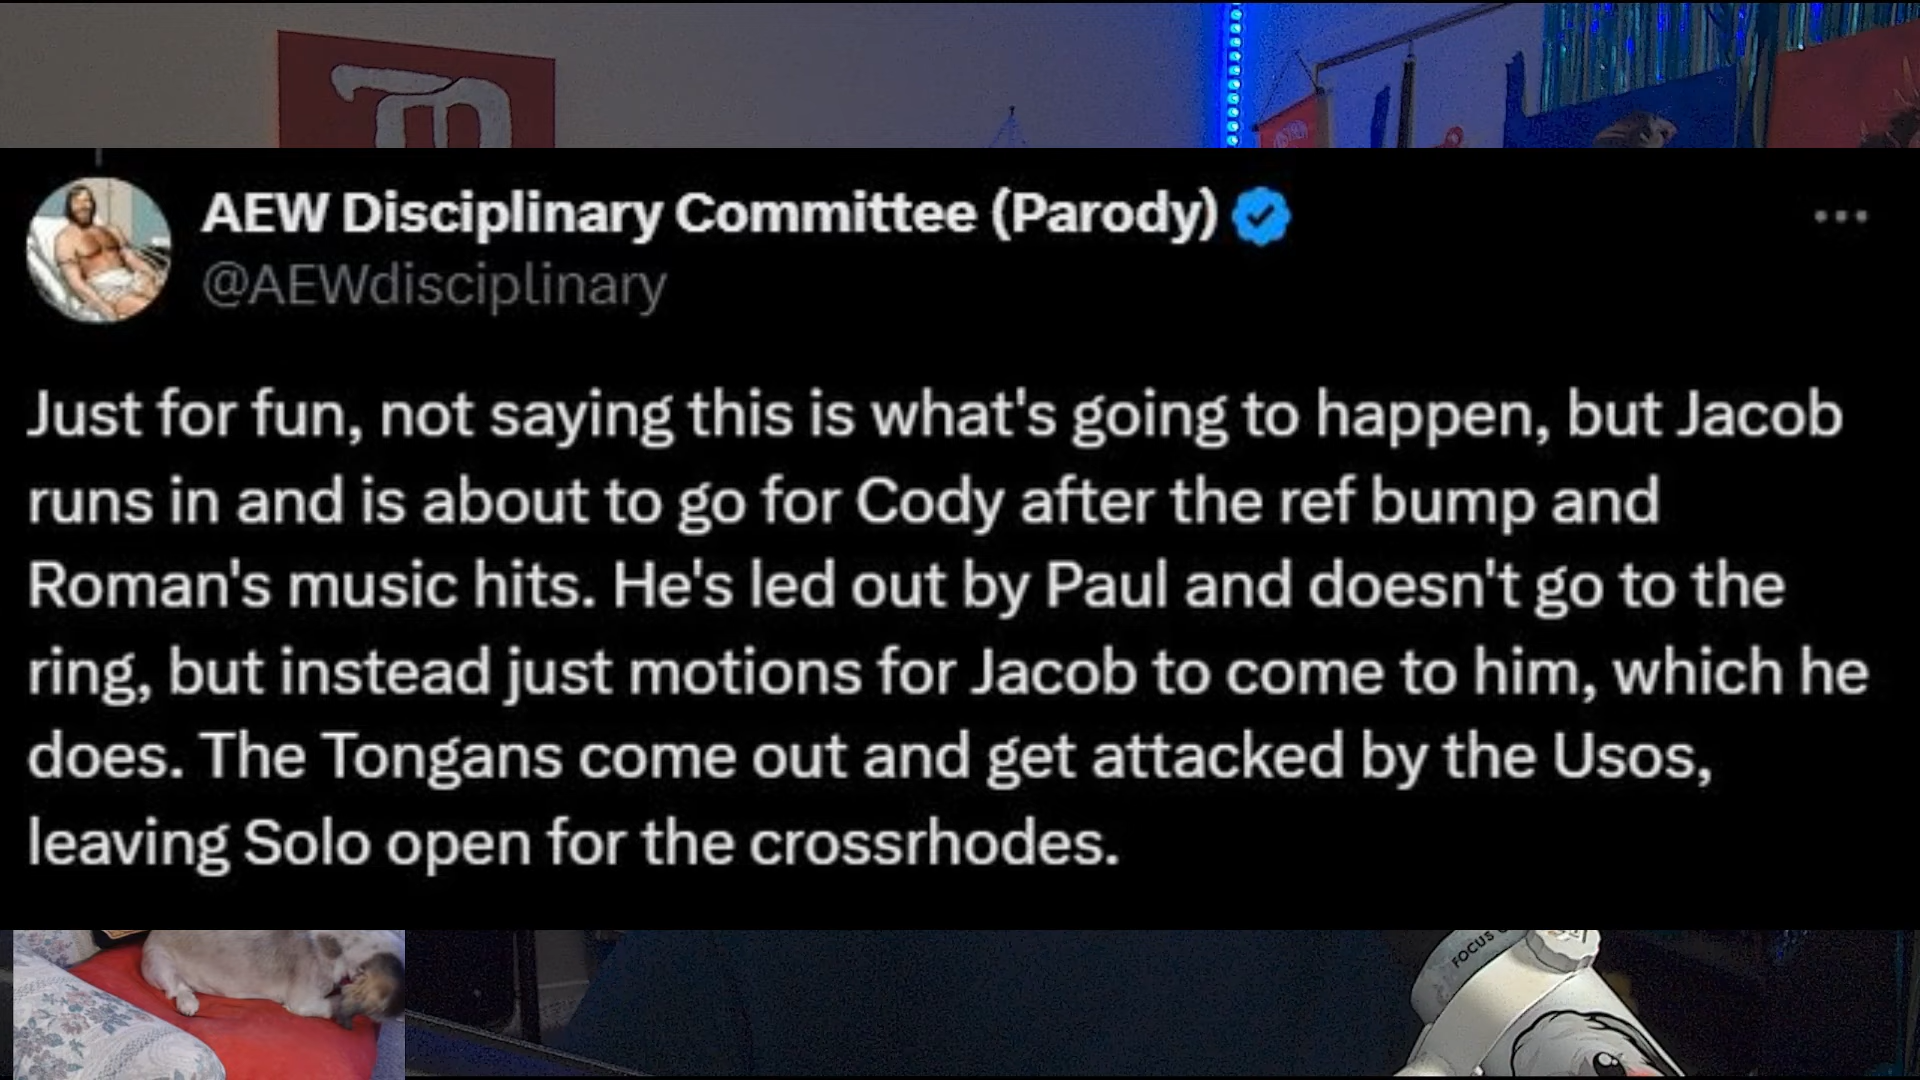 AEW Disciplinary Committee (Parody)
@AEWdisciplinary
Just for fun, not saying this is what's going to happen, but Jacob
runs in and is about to go for Cody after the ref bump and
Roman's music hits. He's led out by Paul and doesn't go to the
ring, but instead just motions for Jacob to come to him, which he
does. The Tongans come out and get attacked by the Usos,
leaving Solo open for the crossrhodes.
FOCUS